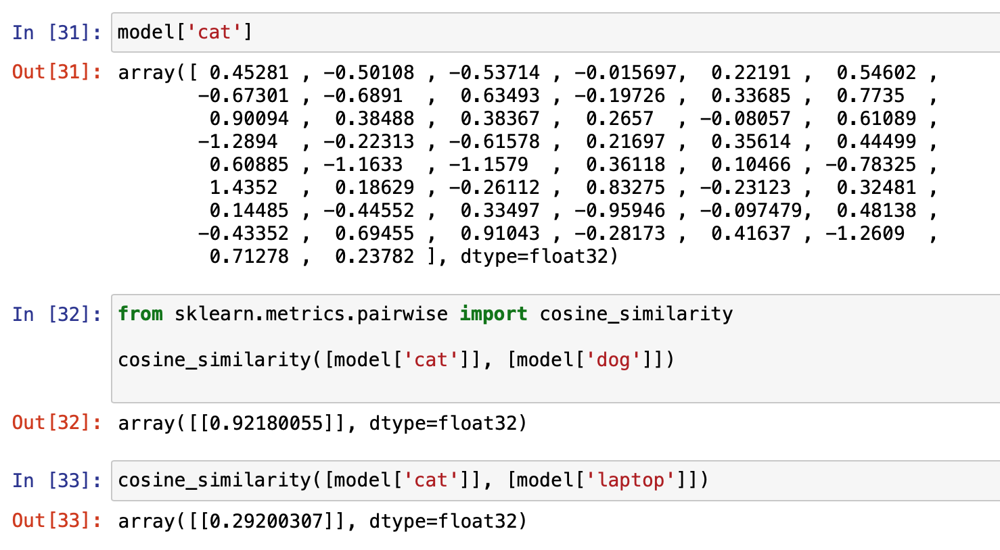 In [31]: model['cat']
Out[31]: array([ 0.45281 , -0.50108 , -0.53714 , -0.015697,  0.22191 ,  0.54602 ,
       -0.67301 , -0.6891  ,  0.63493 , -0.19726 ,  0.33685 ,  0.7735  ,
        0.90094 ,  0.38488 ,  0.38367 ,  0.2657  , -0.08057 ,  0.61089 ,
       -1.2894  , -0.22313 , -0.61578 ,  0.21697 ,  0.35614 ,  0.44499 ,
        0.60885 , -1.1633  , -1.1579  ,  0.36118 ,  0.10466 , -0.78325 ,
        1.4352  ,  0.18629 , -0.26112 ,  0.83275 , -0.23123 ,  0.32481 ,
        0.14485 , -0.44552 ,  0.33497 , -0.95946 , -0.097479,  0.48138 ,
       -0.43352 ,  0.69455 ,  0.91043 , -0.28173 ,  0.41637 , -1.2609  ,
        0.71278 ,  0.23782 ], dtype=float32)
In [32]: from sklearn.metrics.pairwise import cosine_similarity
cosine_similarity([model['cat']], [model['dog']])
Out[32]: array([[0.92180055]], dtype=float32)
In [33]: cosine_similarity([model['cat']], [model['laptop']])
Out[33]: array([[0.29200307]], dtype=float32)